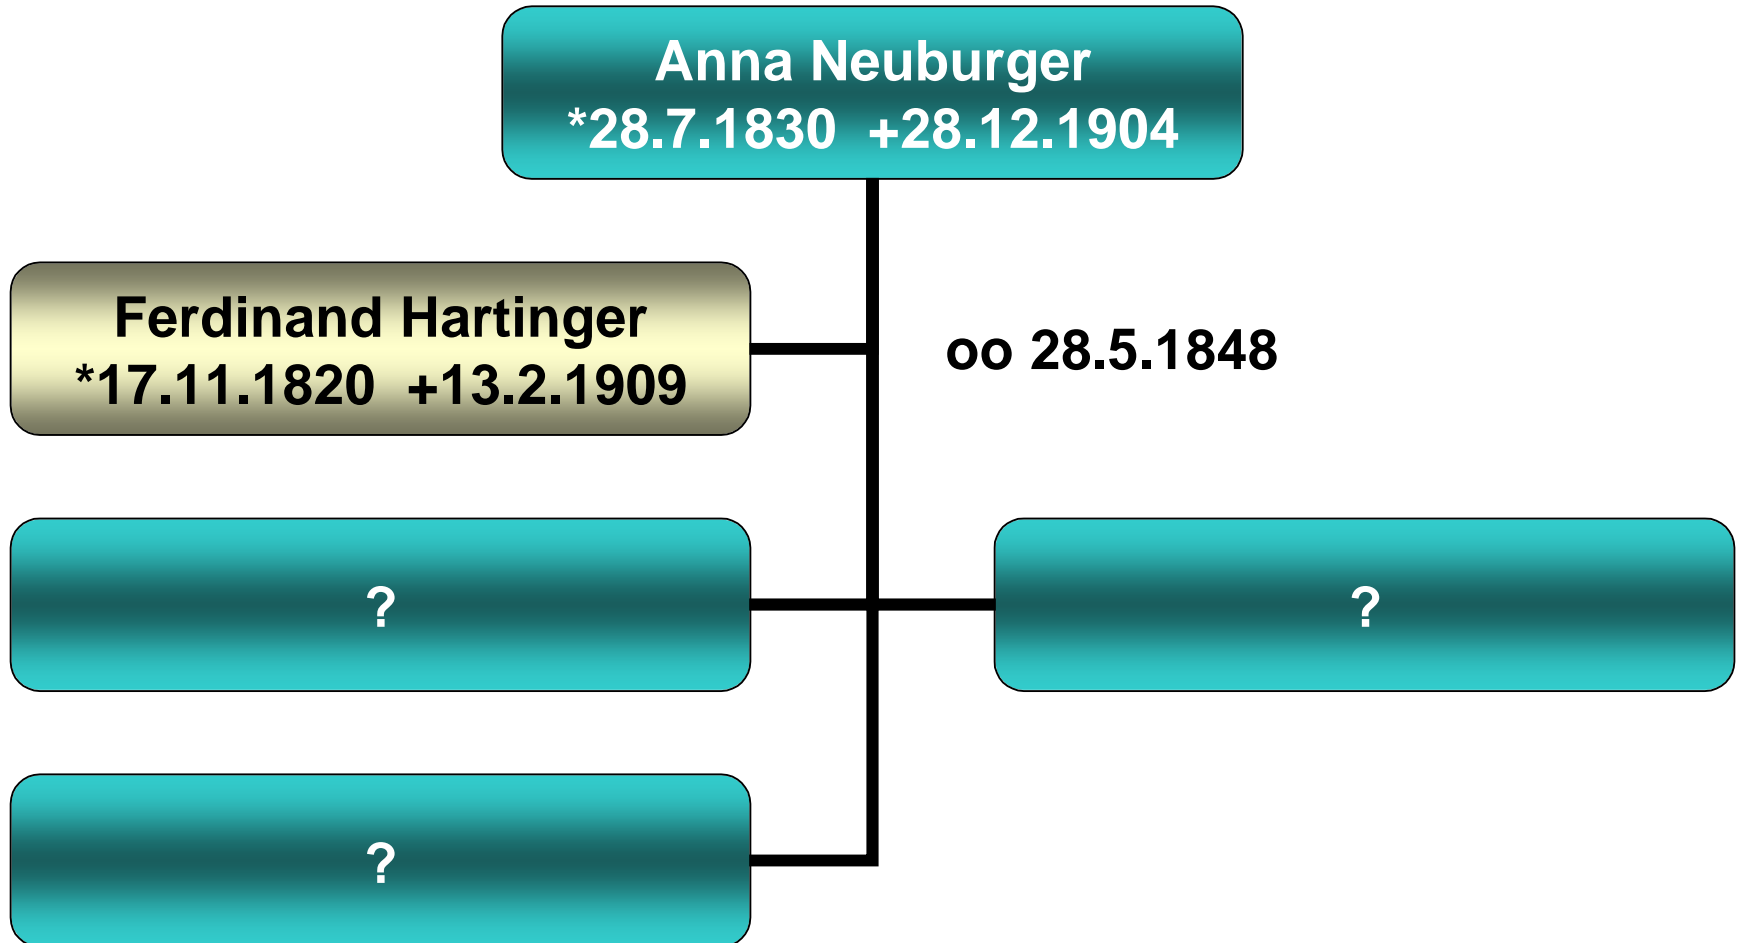 Anna Neuburger
*28.7.1830 +28.12.1904
Ferdinand Hartinger
*17.11.1820 +13.2.1909
oo 28.5.1848
?
?
?